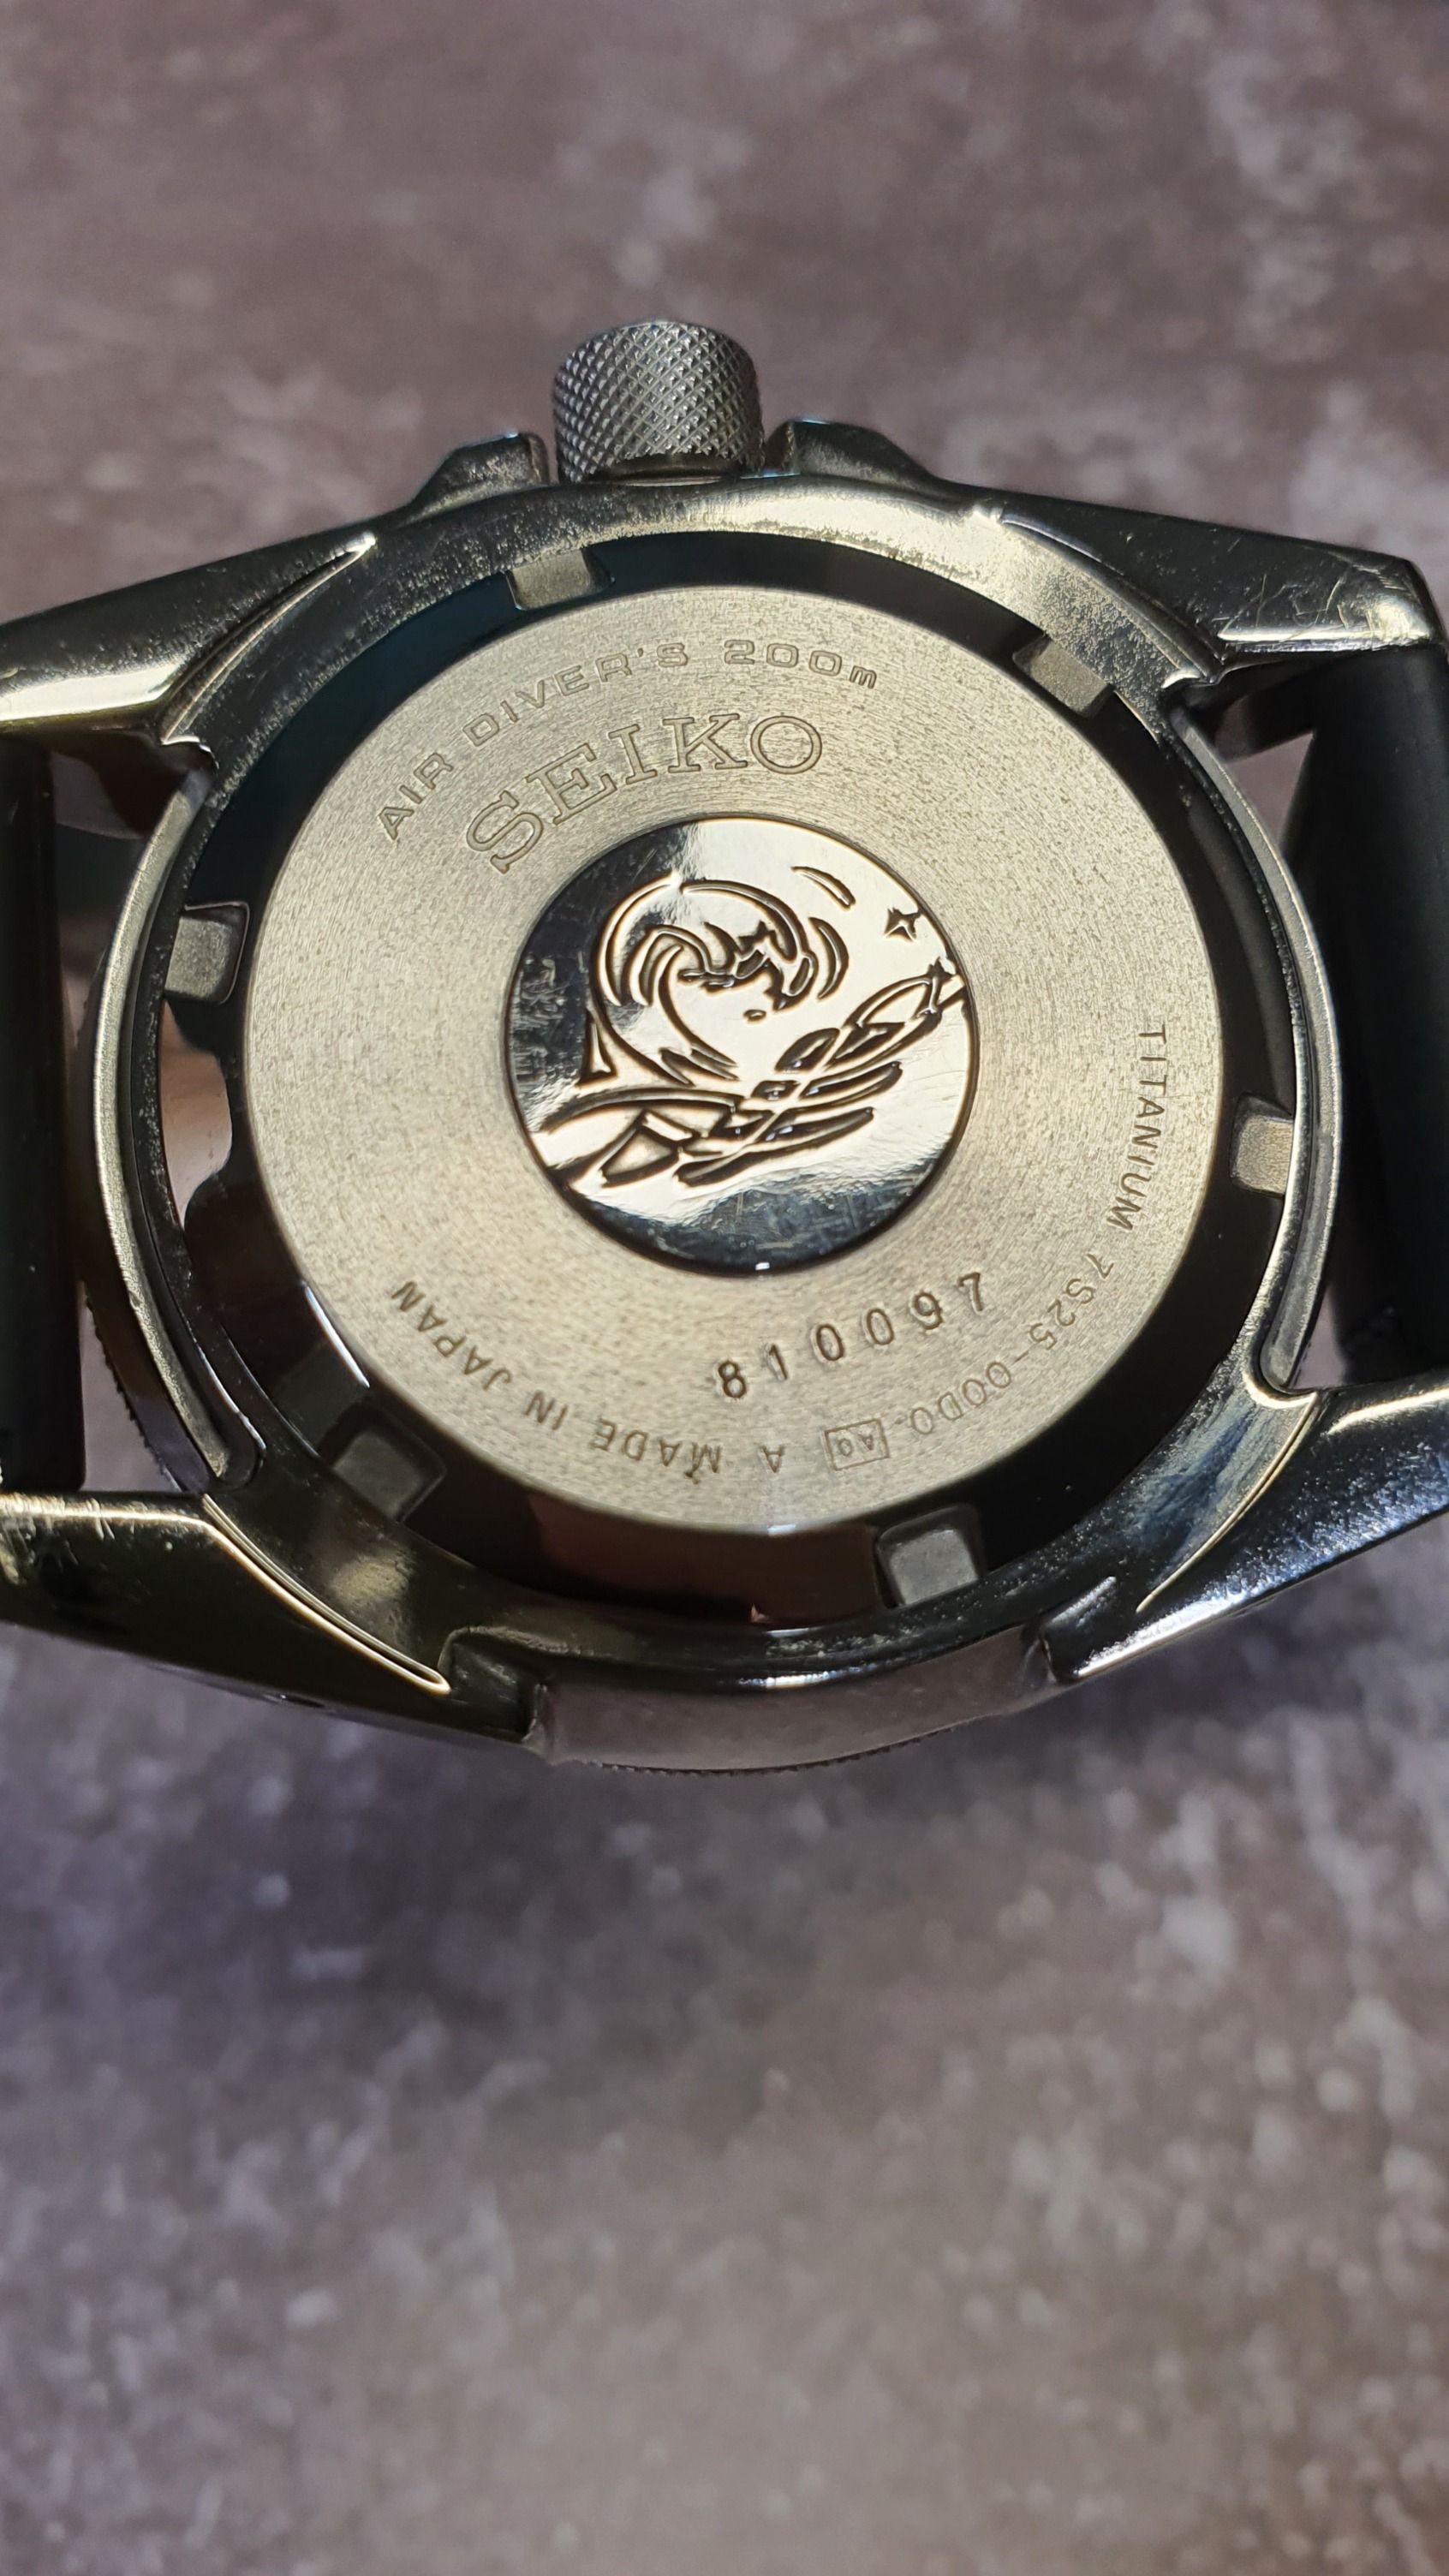 AIR DIVER'S 200m
SEIKO
TITANIUM 7S25-00D0 A0 A MADE IN JAPAN
810097